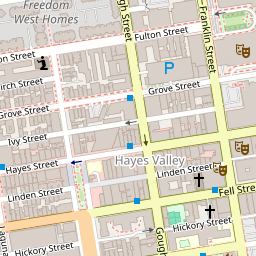 Freedom
West Homes
Fulton Street
Franklin Street
Grove Street
Grove Street
Ivy Street
Hayes Street
Hayes Valley
Linden Street
Linden Street
Fell
Hickory Street
Hickory Street